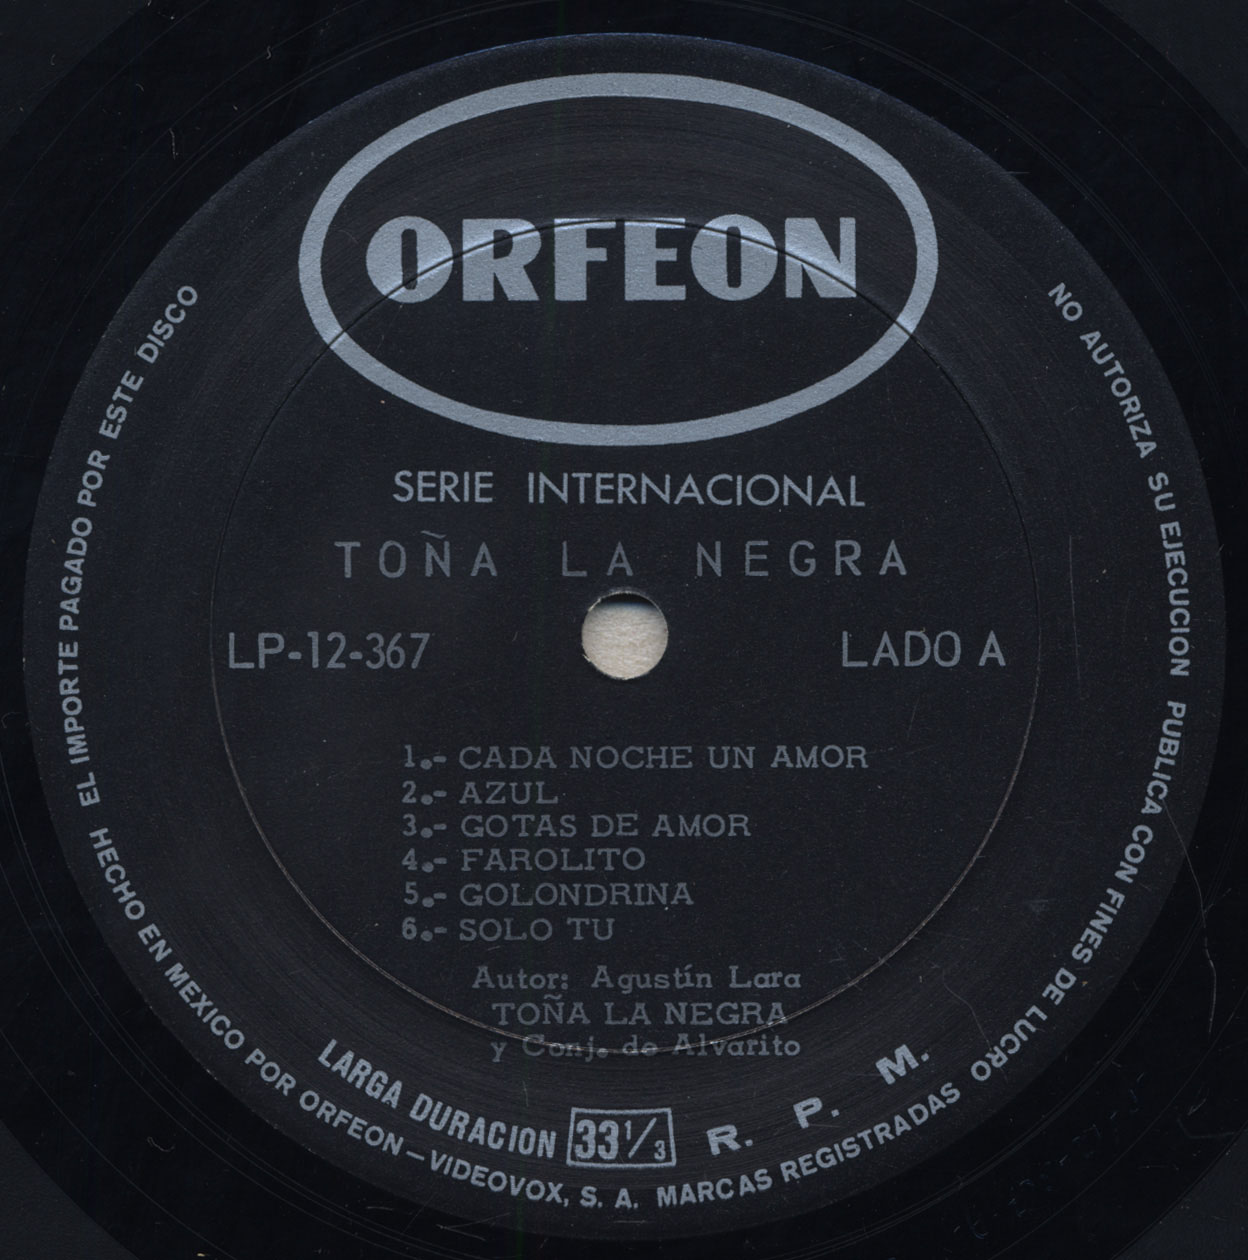 ORFEON
SERIE INTERNACIONAL
TOÑA LA NEGRA
LP-12-367
LADO A
1.- CADA NOCHE UN AMOR
2.- AZUL
3.- GOTAS DE AMOR
4.- FAROLITO
5.- GOLONDRINA
6.- SOLO TU
Autor: Agustín Lara
TOÑA LA NEGRA
y Conj. de Alvarito
LARGA DURACION 33 1/3 R. P. M.
EL IMPORTE PAGADO POR ESTE DISCO NO AUTORIZA SU EJECUCION PUBLICA CON FINES DE LUCRO
HECHO EN MEXICO POR ORFEON-VIDEOVOX, S. A. MARCAS REGISTRADAS